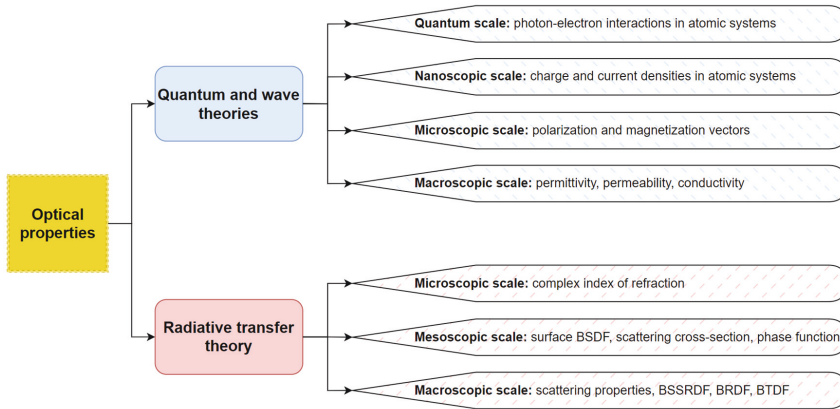 Optical
properties
Quantum and wave
theories
Quantum scale: photon-electron interactions in atomic systems
Nanoscopic scale: charge and current densities in atomic systems
Microscopic scale: polarization and magnetization vectors
Macroscopic scale: permittivity, permeability, conductivity
Radiative transfer
theory
Microscopic scale: complex index of refraction
Mesoscopic scale: surface BSDF, scattering cross-section, phase function
Macroscopic scale: scattering properties, BSSRDF, BRDF, BTDF